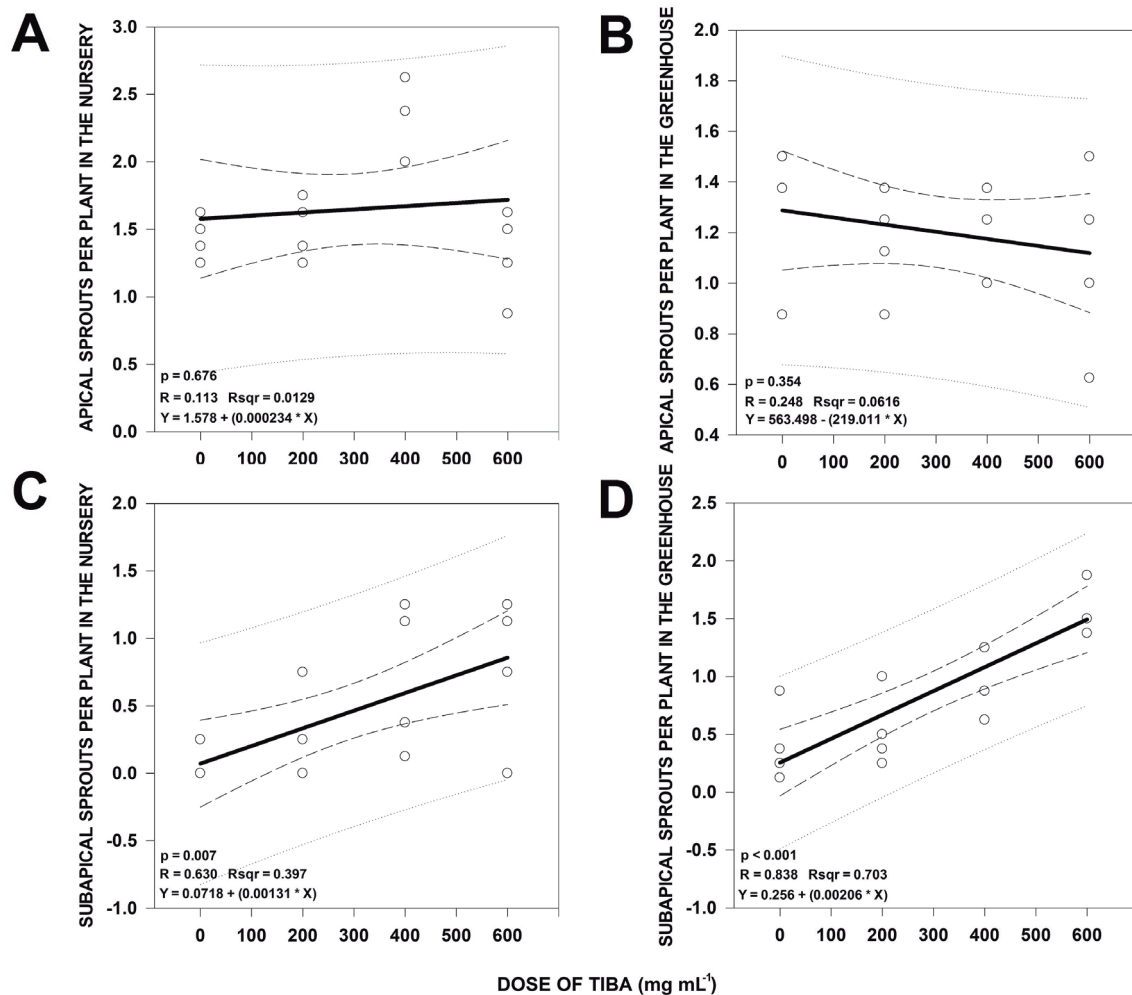 A
APICAL SPROUTS PER PLANT IN THE NURSERY
3.0
2.5
2.0
1.5
1.0
0.5
0.0
p = 0.676
R = 0.113 Rsqr = 0.0129
Y = 1.578 + (0.000234 * X)
0 100 200 300 400 500 600
B
APICAL SPROUTS PER PLANT IN THE GREENHOUSE
2.0
1.8
1.6
1.4
1.2
1.0
0.8
0.6
0.4
p = 0.354
R = 0.248 Rsqr = 0.0616
Y = 563.498 – (219.011 * X)
0 100 200 300 400 500 600
C
SUBAPICAL SPROUTS PER PLANT IN THE NURSERY
2.0
1.5
1.0
0.5
0.0
-0.5
-1.0
p = 0.007
R = 0.630 Rsqr = 0.397
Y = 0.0718 + (0.00131 * X)
0 100 200 300 400 500 600
D
SUBAPICAL SPROUTS PER PLANT IN THE GREENHOUSE
2.5
2.0
1.5
1.0
0.5
0.0
-0.5
-1.0
p < 0.001
R = 0.838 Rsqr = 0.703
Y = 0.256 + (0.00206 * X)
0 100 200 300 400 500 600
DOSE OF TIBA (mg mL⁻¹)